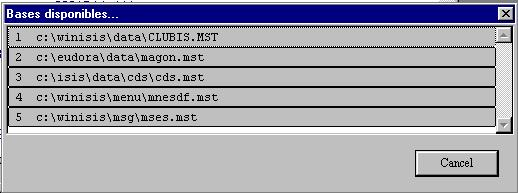 Bases disponibles...
1 c:\winisis\data\CLUBIS.MST
2 c:\eudora\data\magon.mst
3 c:\isis\data\cds\cds.mst
4 c:\winisis\menu\mnesdf.mst
5 c:\winisis\msg\mses.mst
Cancel